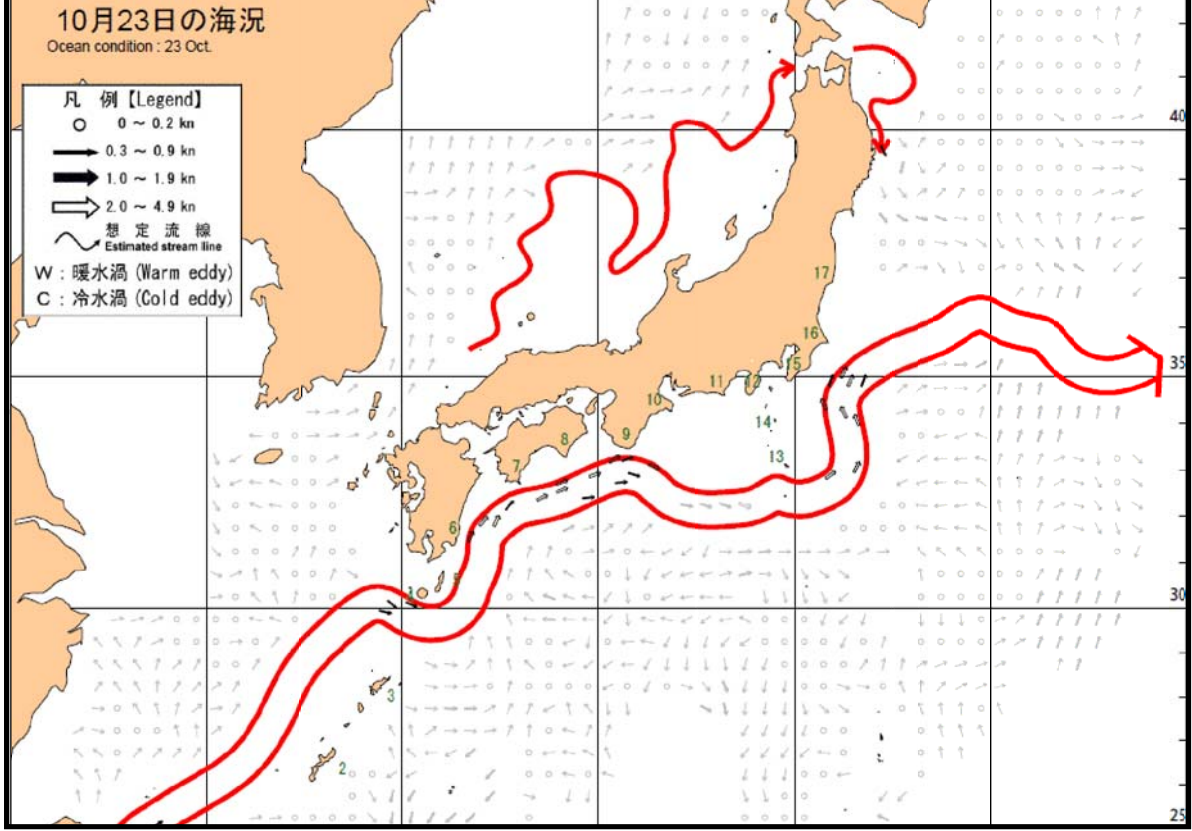 10月23日の海況
Ocean condition : 23 Oct.
凡 例【Legend】
0 ～ 0.2 kn
0.3 ～ 0.9 kn
1.0 ～ 1.9 kn
2.0 ～ 4.9 kn
想 定 流 線
Estimated stream line
W : 暖水渦 (Warm eddy)
C : 冷水渦 (Cold eddy)
40
17
16
35
15
12
11
10
14
8
9
13
7
6
5
1
30
3
2
25